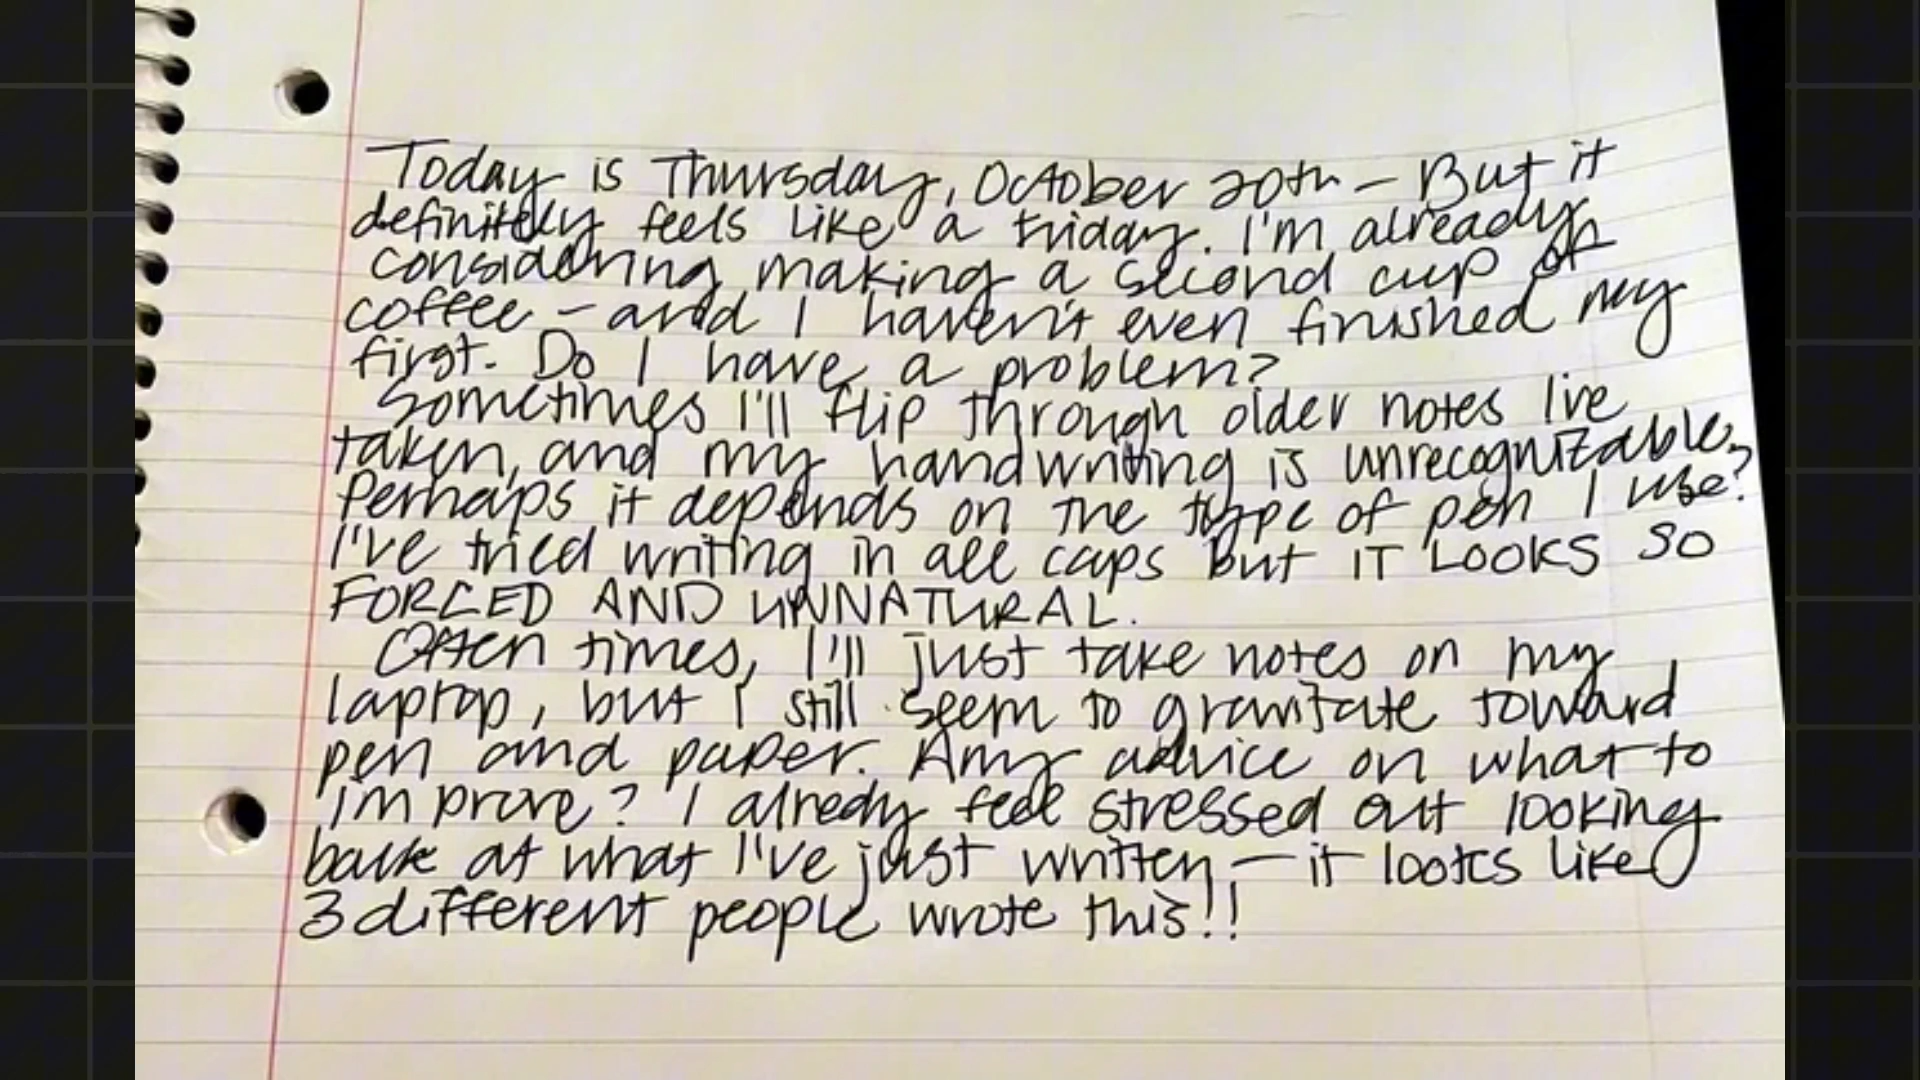 Today is Thursday, October 20th – But it
definitely feels like a Friday. I'm already
considering making a second cup of
coffee – and I haven't even finished my
first. Do I have a problem?
Sometimes I'll flip through older notes I've
taken, and my handwriting is unrecognizable.
Perhaps it depends on the type of pen I use?
I've tried writing in all caps but IT LOOKS SO
FORCED AND UNNATURAL.
Often times, I'll just take notes on my
laptop, but I still seem to gravitate toward
pen and paper. Any advice on what to
improve? I alredy feel stressed out looking
back at what I've just written – it looks like
3 different people wrote this!!